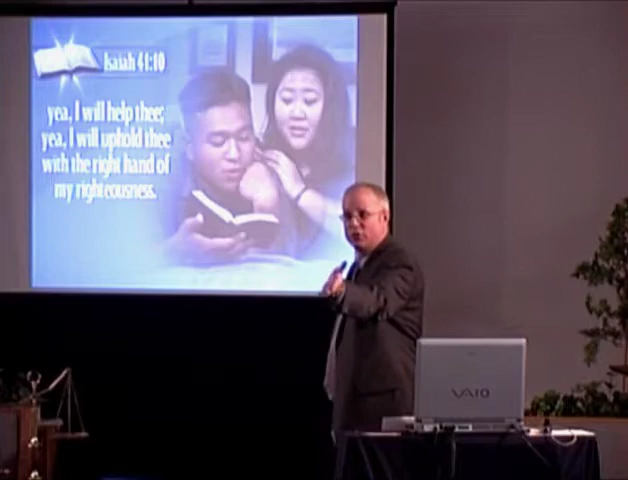 Isaiah 41:10
yea, I will help thee;
yea, I will uphold thee
with the right hand of
my righteousness.
VAIO